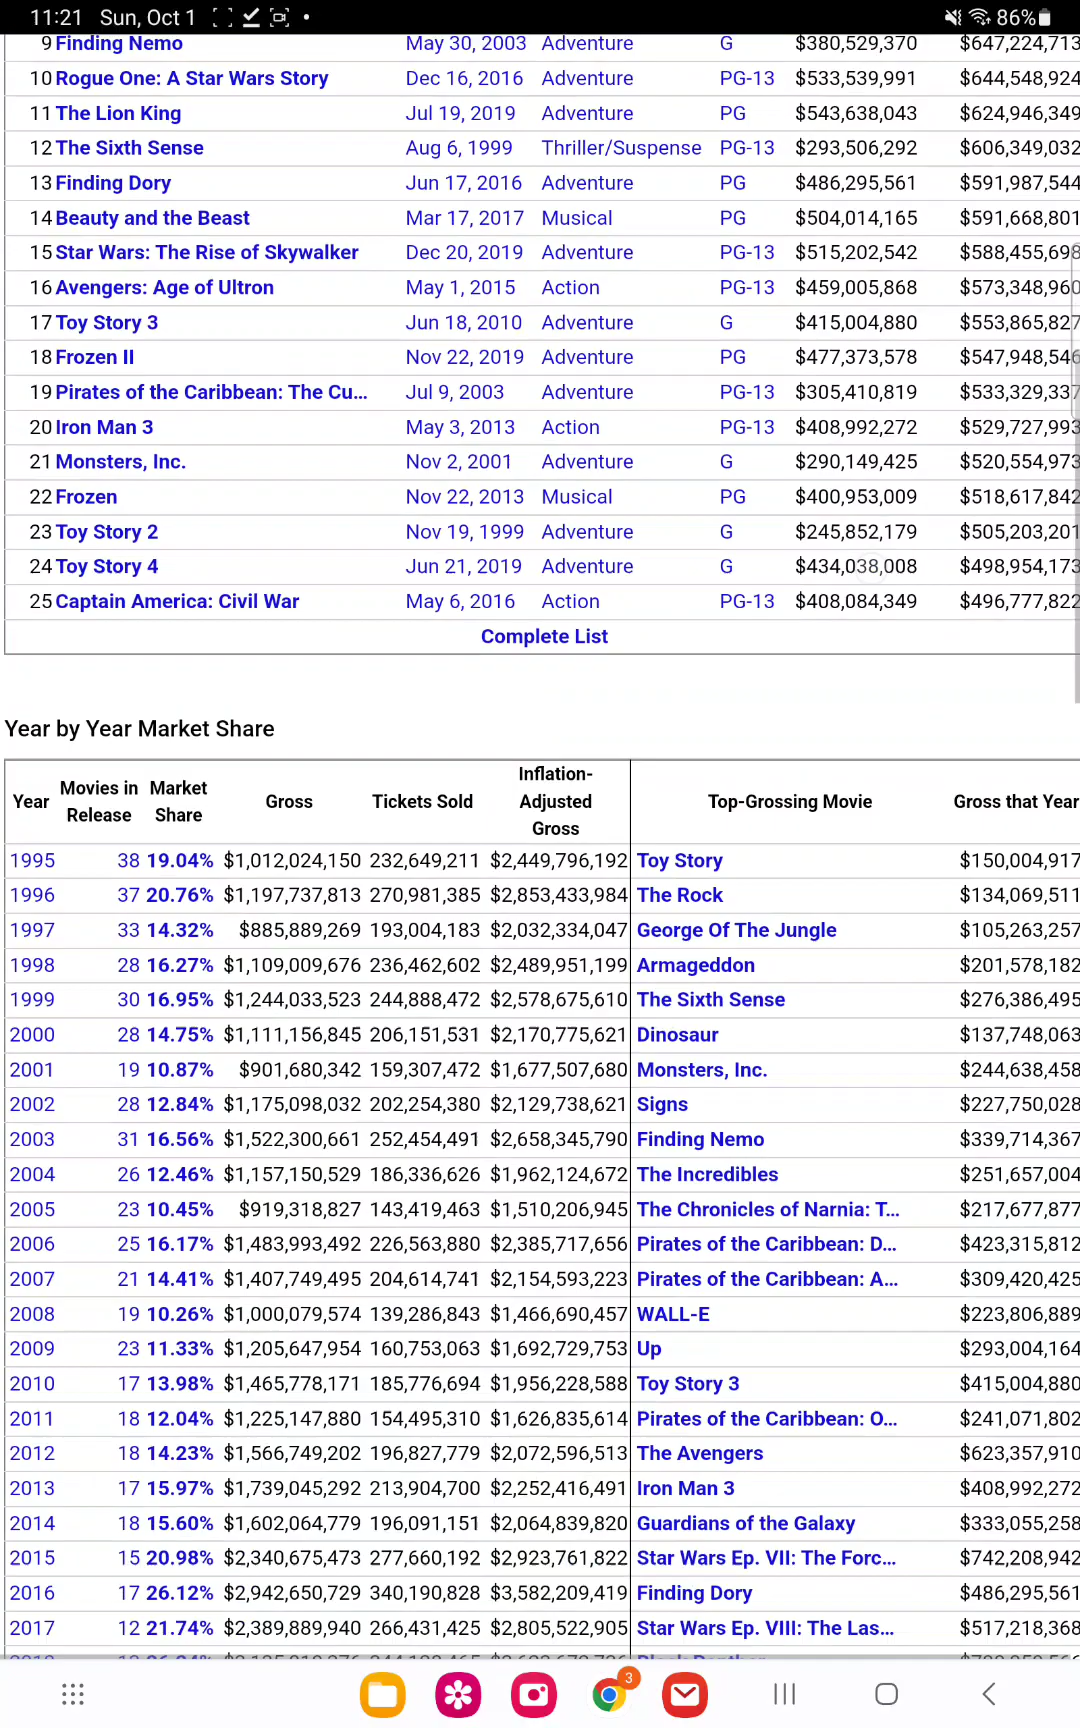 11:21 Sun, Oct 1 86%
9 Finding Nemo May 30, 2003 Adventure G $380,529,370 $647,224,713
10 Rogue One: A Star Wars Story Dec 16, 2016 Adventure PG-13 $533,539,991 $644,548,924
11 The Lion King Jul 19, 2019 Adventure PG $543,638,043 $624,946,349
12 The Sixth Sense Aug 6, 1999 Thriller/Suspense PG-13 $293,506,292 $606,349,032
13 Finding Dory Jun 17, 2016 Adventure PG $486,295,561 $591,987,544
14 Beauty and the Beast Mar 17, 2017 Musical PG $504,014,165 $591,668,801
15 Star Wars: The Rise of Skywalker Dec 20, 2019 Adventure PG-13 $515,202,542 $588,455,698
16 Avengers: Age of Ultron May 1, 2015 Action PG-13 $459,005,868 $573,348,960
17 Toy Story 3 Jun 18, 2010 Adventure G $415,004,880 $553,865,827
18 Frozen II Nov 22, 2019 Adventure PG $477,373,578 $547,948,546
19 Pirates of the Caribbean: The Cu... Jul 9, 2003 Adventure PG-13 $305,410,819 $533,329,337
20 Iron Man 3 May 3, 2013 Action PG-13 $408,992,272 $529,727,993
21 Monsters, Inc. Nov 2, 2001 Adventure G $290,149,425 $520,554,973
22 Frozen Nov 22, 2013 Musical PG $400,953,009 $518,617,842
23 Toy Story 2 Nov 19, 1999 Adventure G $245,852,179 $505,203,201
24 Toy Story 4 Jun 21, 2019 Adventure G $434,038,008 $498,954,173
25 Captain America: Civil War May 6, 2016 Action PG-13 $408,084,349 $496,777,822
Complete List
Year by Year Market Share
Year Movies in Release Market Share Gross Tickets Sold Inflation-Adjusted Gross Top-Grossing Movie Gross that Year
1995 38 19.04% $1,012,024,150 232,649,211 $2,449,796,192 Toy Story $150,004,917
1996 37 20.76% $1,197,737,813 270,981,385 $2,853,433,984 The Rock $134,069,511
1997 33 14.32% $885,889,269 193,004,183 $2,032,334,047 George Of The Jungle $105,263,257
1998 28 16.27% $1,109,009,676 236,462,602 $2,489,951,199 Armageddon $201,578,182
1999 30 16.95% $1,244,033,523 244,888,472 $2,578,675,610 The Sixth Sense $276,386,495
2000 28 14.75% $1,111,156,845 206,151,531 $2,170,775,621 Dinosaur $137,748,063
2001 19 10.87% $901,680,342 159,307,472 $1,677,507,680 Monsters, Inc. $244,638,458
2002 28 12.84% $1,175,098,032 202,254,380 $2,129,738,621 Signs $227,750,028
2003 31 16.56% $1,522,300,661 252,454,491 $2,658,345,790 Finding Nemo $339,714,367
2004 26 12.46% $1,157,150,529 186,336,626 $1,962,124,672 The Incredibles $251,657,004
2005 23 10.45% $919,318,827 143,419,463 $1,510,206,945 The Chronicles of Narnia: T... $217,677,877
2006 25 16.17% $1,483,993,492 226,563,880 $2,385,717,656 Pirates of the Caribbean: D... $423,315,812
2007 21 14.41% $1,407,749,495 204,614,741 $2,154,593,223 Pirates of the Caribbean: A... $309,420,425
2008 19 10.26% $1,000,079,574 139,286,843 $1,466,690,457 WALL-E $223,806,889
2009 23 11.33% $1,205,647,954 160,753,063 $1,692,729,753 Up $293,004,164
2010 17 13.98% $1,465,778,171 185,776,694 $1,956,228,588 Toy Story 3 $415,004,880
2011 18 12.04% $1,225,147,880 154,495,310 $1,626,835,614 Pirates of the Caribbean: O... $241,071,802
2012 18 14.23% $1,566,749,202 196,827,779 $2,072,596,513 The Avengers $623,357,910
2013 17 15.97% $1,739,045,292 213,904,700 $2,252,416,491 Iron Man 3 $408,992,272
2014 18 15.60% $1,602,064,779 196,091,151 $2,064,839,820 Guardians of the Galaxy $333,055,258
2015 15 20.98% $2,340,675,473 277,660,192 $2,923,761,822 Star Wars Ep. VII: The Forc... $742,208,942
2016 17 26.12% $2,942,650,729 340,190,828 $3,582,209,419 Finding Dory $486,295,561
2017 12 21.74% $2,389,889,940 266,431,425 $2,805,522,905 Star Wars Ep. VIII: The Las... $517,218,368
3